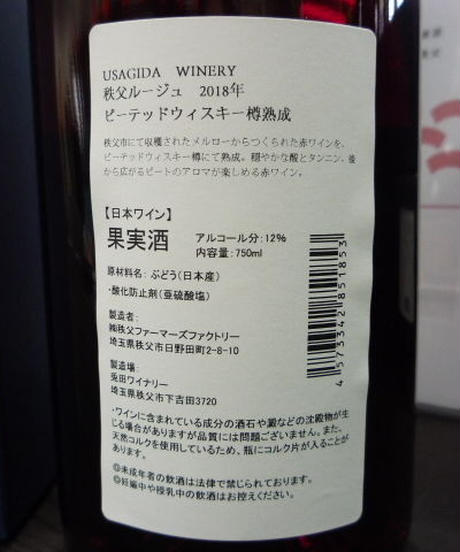 USAGIDA WINERY
秩父ルージュ 2018年
ピーテッドウィスキー樽熟成
秩父市にて収穫されたメルローからつくられた赤ワインを、
ピーテッドウィスキー樽にて熟成。穏やかな酸とタンニン、後
から広がるピートのアロマが楽しめる赤ワイン。
【日本ワイン】
果実酒
アルコール分:12%
内容量:750ml
原材料名:ぶどう(日本産)
・酸化防止剤(亜硫酸塩)
製造者:
㈱秩父ファーマーズファクトリー
埼玉県秩父市日野田町2-8-10
製造場:
兎田ワイナリー
埼玉県秩父市下吉田3720
4573342851853
・ワインに含まれている成分の酒石や澱などの沈殿物が生
じる場合がありますが品質には問題ございません。また、
天然コルクを使用しているため、瓶にコルク片が入ることが
あります。
◎未成年者の飲酒は法律で禁じられております。
◎妊娠中や授乳中の飲酒はお控えください。